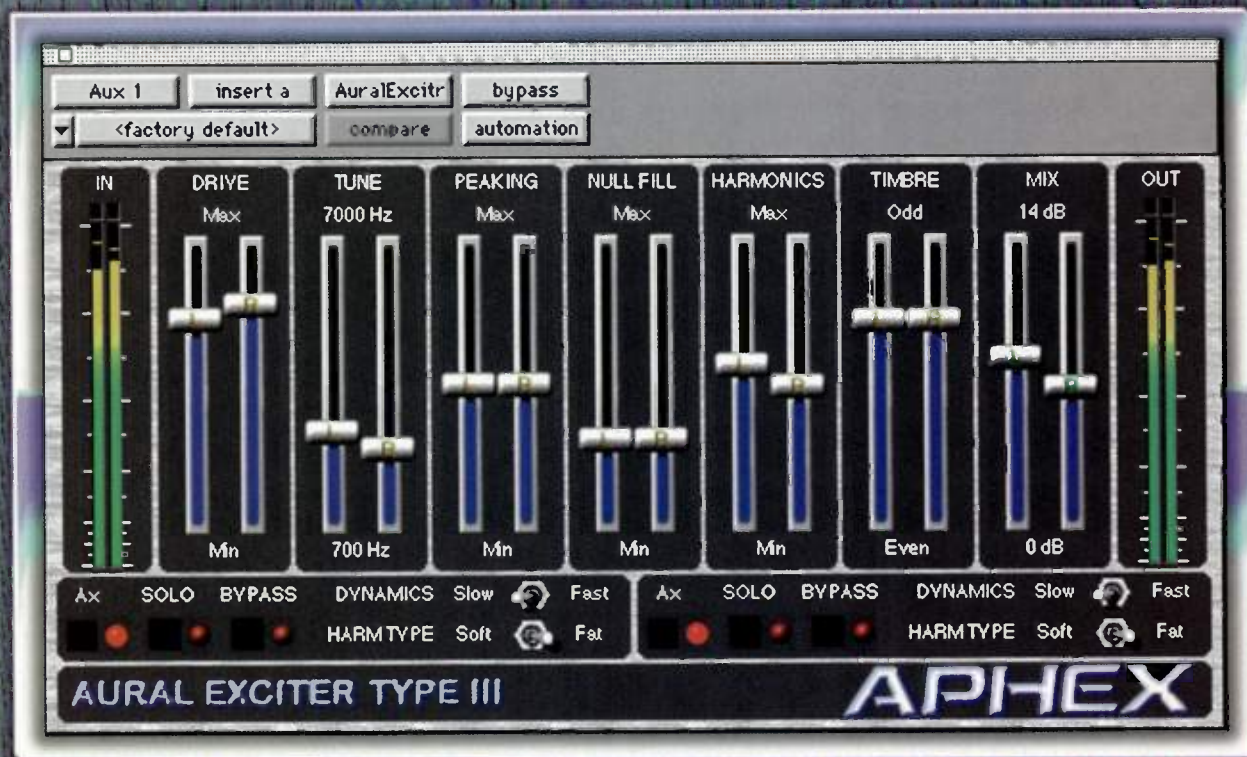 Aux 1 insert a AuralExcitr bypass
<factory default> compare automation
IN DRIVE TUNE PEAKING NULL FILL HARMONICS TIMBRE MIX OUT
Max 7000 Hz Max Max Max Odd 14 dB
L R L R L R L R L R L R L R
Min 700 Hz Min Min Min Even 0 dB
Ax SOLO BYPASS DYNAMICS Slow Fast
HARM TYPE Soft Fat
Ax SOLO BYPASS DYNAMICS Slow Fast
HARM TYPE Soft Fat
AURAL EXCITER TYPE III APHEX